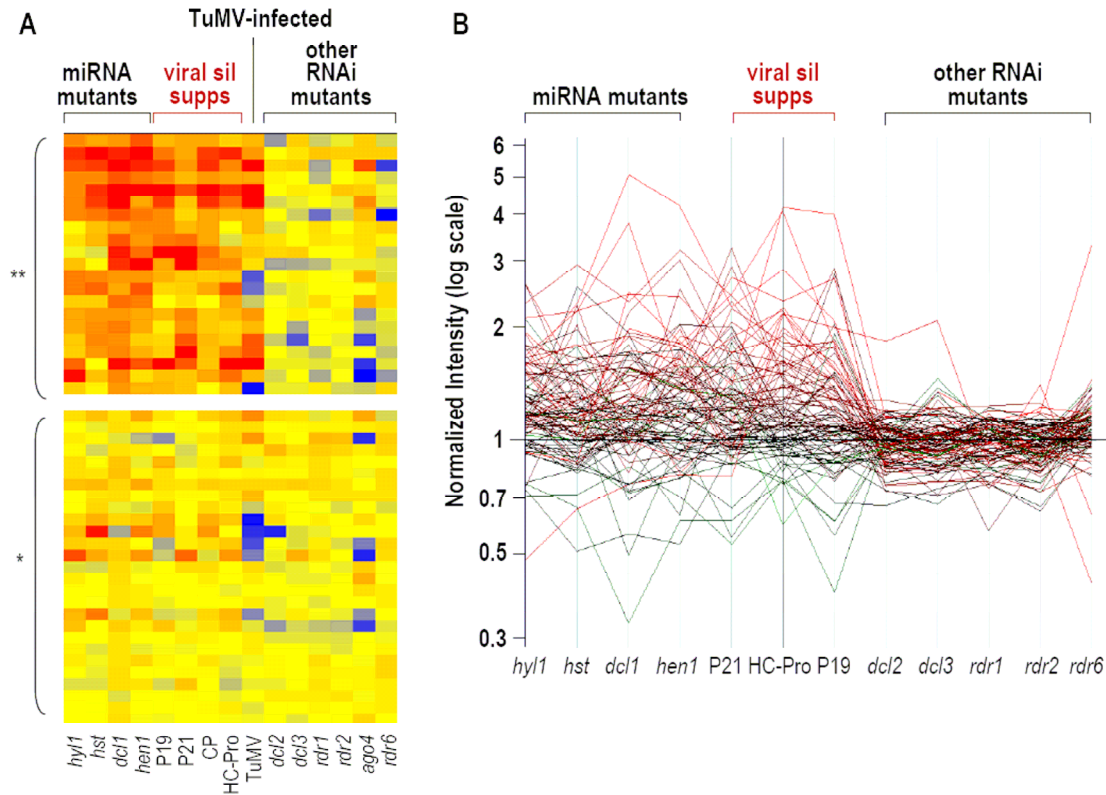 A
TuMV-infected
miRNA
mutants
viral sil
supps
other
RNAi
mutants
**
*
hyl1
hst
dcl1
hen1
P19
P21
CP
HC-Pro
TuMV
dcl2
dcl3
rdr1
rdr2
ago4
rdr6
B
miRNA mutants
viral sil
supps
other RNAi
mutants
Normalized Intensity (log scale)
6
5
4
3
2
1
0.7
0.5
0.3
hyl1
hst
dcl1
hen1
P21
HC-Pro
P19
dcl2
dcl3
rdr1
rdr2
rdr6